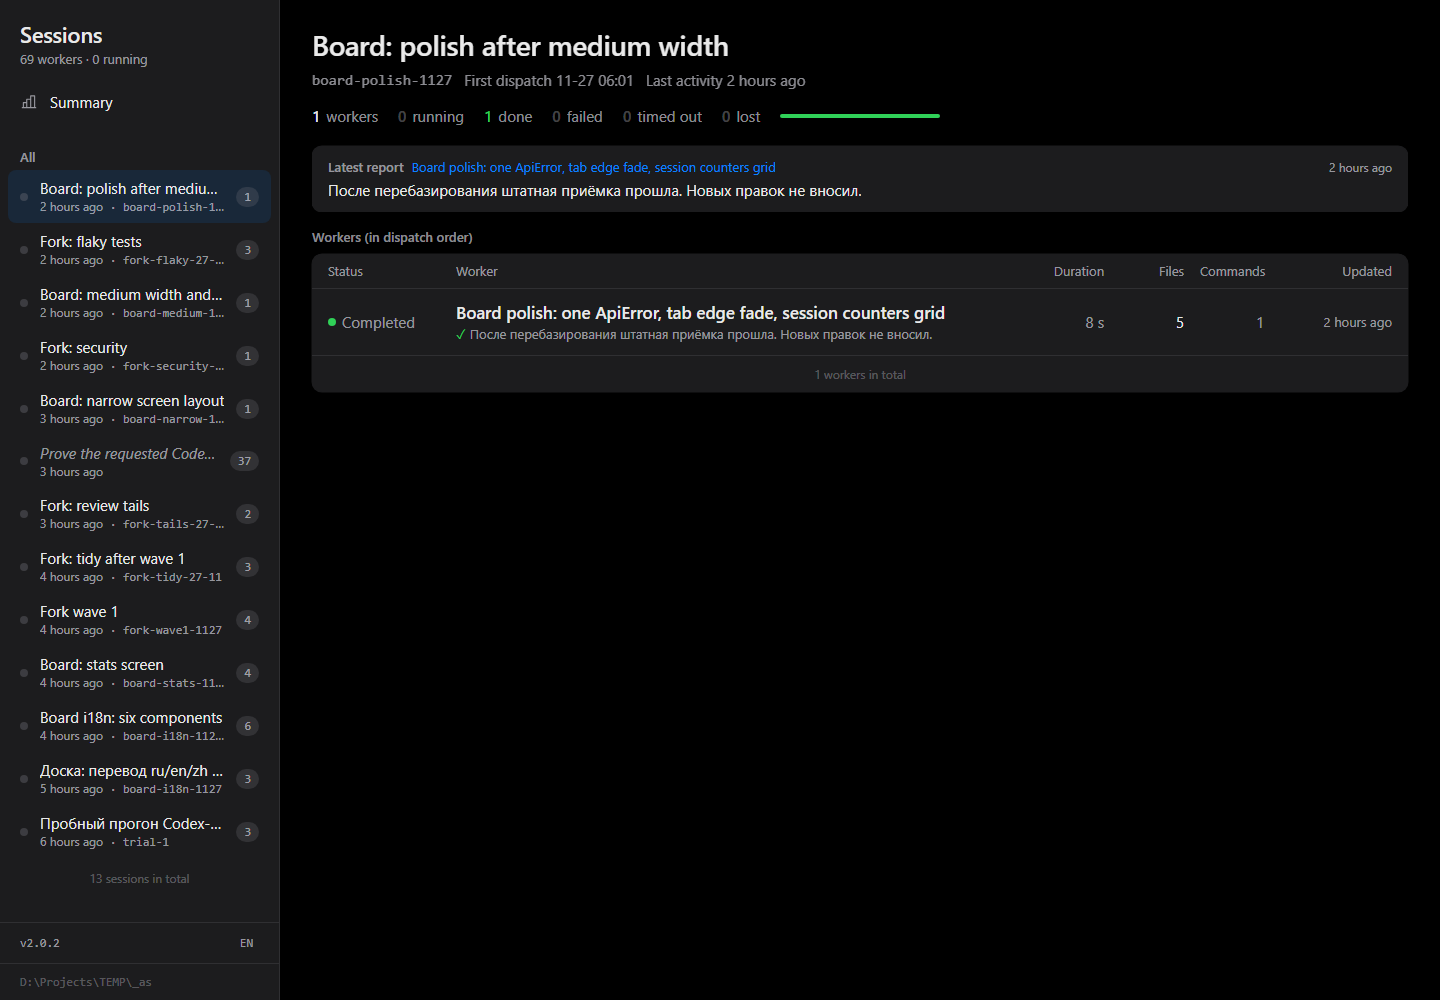 Sessions
69 workers · 0 running
Summary
All
Board: polish after mediu...
1
2 hours ago · board-polish-1...
Fork: flaky tests
3
2 hours ago · fork-flaky-27-...
Board: medium width and...
1
2 hours ago · board-medium-1...
Fork: security
1
2 hours ago · fork-security-...
Board: narrow screen layout
1
3 hours ago · board-narrow-1...
Prove the requested Code...
37
3 hours ago
Fork: review tails
2
3 hours ago · fork-tails-27-...
Fork: tidy after wave 1
3
4 hours ago · fork-tidy-27-11
Fork wave 1
4
4 hours ago · fork-wave1-1127
Board: stats screen
4
4 hours ago · board-stats-11...
Board i18n: six components
6
4 hours ago · board-i18n-112...
Доска: перевод ru/en/zh ...
3
5 hours ago · board-i18n-1127
Пробный прогон Codex-...
3
6 hours ago · trial-1
13 sessions in total
v2.0.2 EN
D:\Projects\TEMP\_as
Board: polish after medium width
board-polish-1127 First dispatch 11-27 06:01 Last activity 2 hours ago
1 workers 0 running 1 done 0 failed 0 timed out 0 lost
Latest report Board polish: one ApiError, tab edge fade, session counters grid 2 hours ago
После перебазирования штатная приёмка прошла. Новых правок не вносил.
Workers (in dispatch order)
Status Worker Duration Files Commands Updated
Completed Board polish: one ApiError, tab edge fade, session counters grid 8 s 5 1 2 hours ago
✓ После перебазирования штатная приёмка прошла. Новых правок не вносил.
1 workers in total